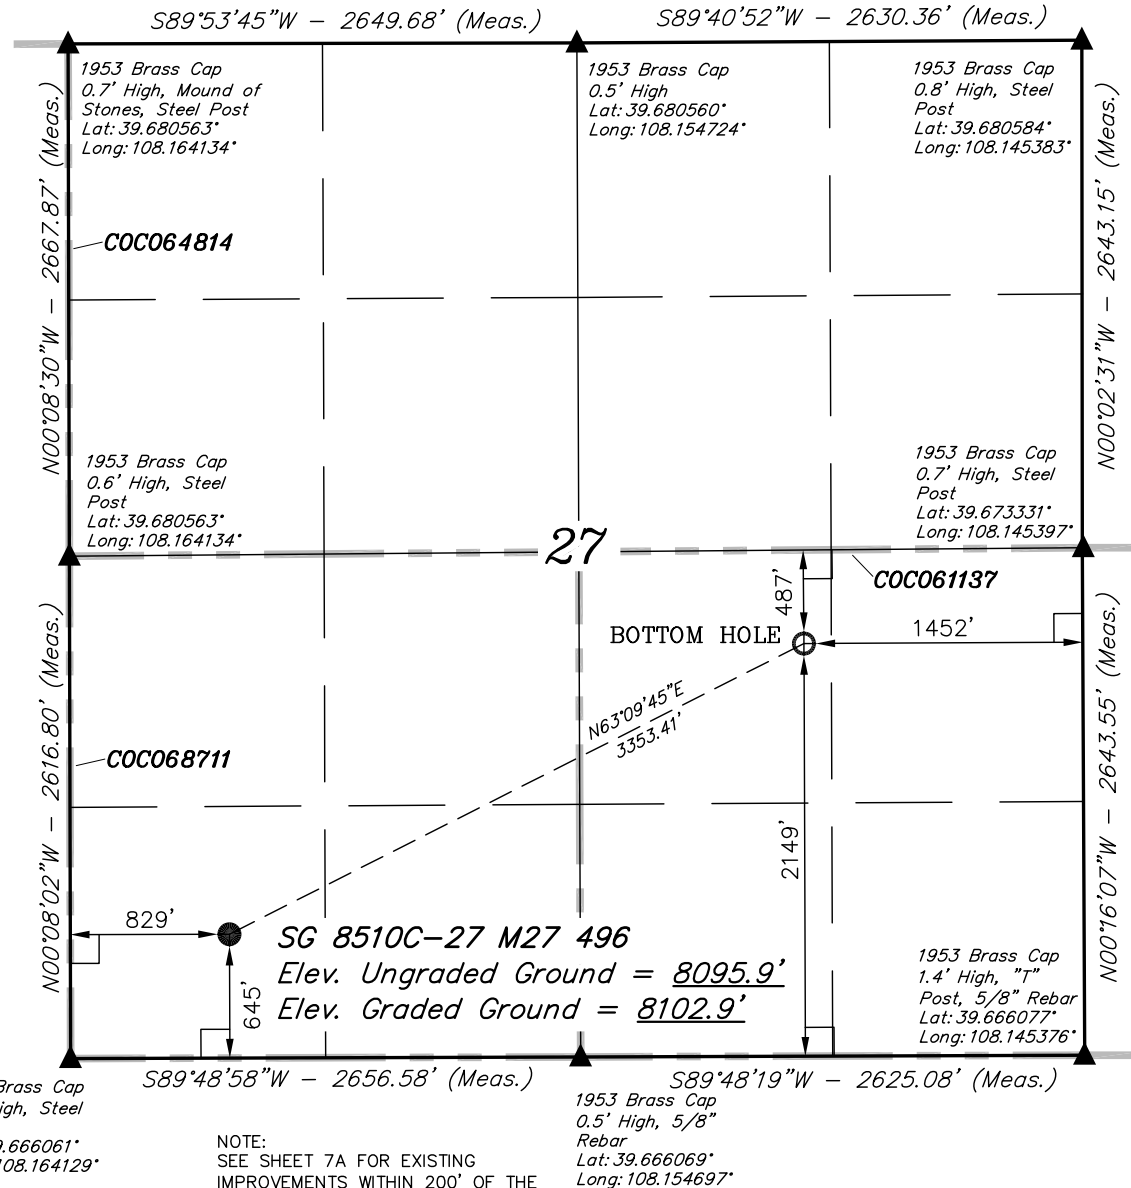 S89°53'45"W - 2649.68' (Meas.)
S89°40'52"W - 2630.36' (Meas.)
1953 Brass Cap
0.7' High, Mound of
Stones, Steel Post
Lat: 39.680563°
Long: 108.164134°
1953 Brass Cap
0.5' High
Lat: 39.680560°
Long: 108.154724°
1953 Brass Cap
0.8' High, Steel
Post
Lat: 39.680584°
Long: 108.145383°
N00°08'30"W - 2667.87' (Meas.)
N00°02'31"W - 2643.15' (Meas.)
COC064814
1953 Brass Cap
0.6' High, Steel
Post
Lat: 39.680563°
Long: 108.164134°
1953 Brass Cap
0.7' High, Steel
Post
Lat: 39.673331°
Long: 108.145397°
27
COC061137
487'
BOTTOM HOLE
1452'
N63°09'45"E
3353.41'
N00°08'02"W - 2616.80' (Meas.)
N00°16'07"W - 2643.55' (Meas.)
COC068711
2149'
829'
645'
SG 8510C-27 M27 496
Elev. Ungraded Ground = 8095.9'
Elev. Graded Ground = 8102.9'
1953 Brass Cap
1.4' High, "T"
Post, 5/8" Rebar
Lat: 39.666077°
Long: 108.145376°
S89°48'58"W - 2656.58' (Meas.)
S89°48'19"W - 2625.08' (Meas.)
Brass Cap
igh, Steel
9.666061°
108.164129°
NOTE:
SEE SHEET 7A FOR EXISTING
IMPROVEMENTS WITHIN 200' OF THE
1953 Brass Cap
0.5' High, 5/8"
Rebar
Lat: 39.666069°
Long: 108.154697°